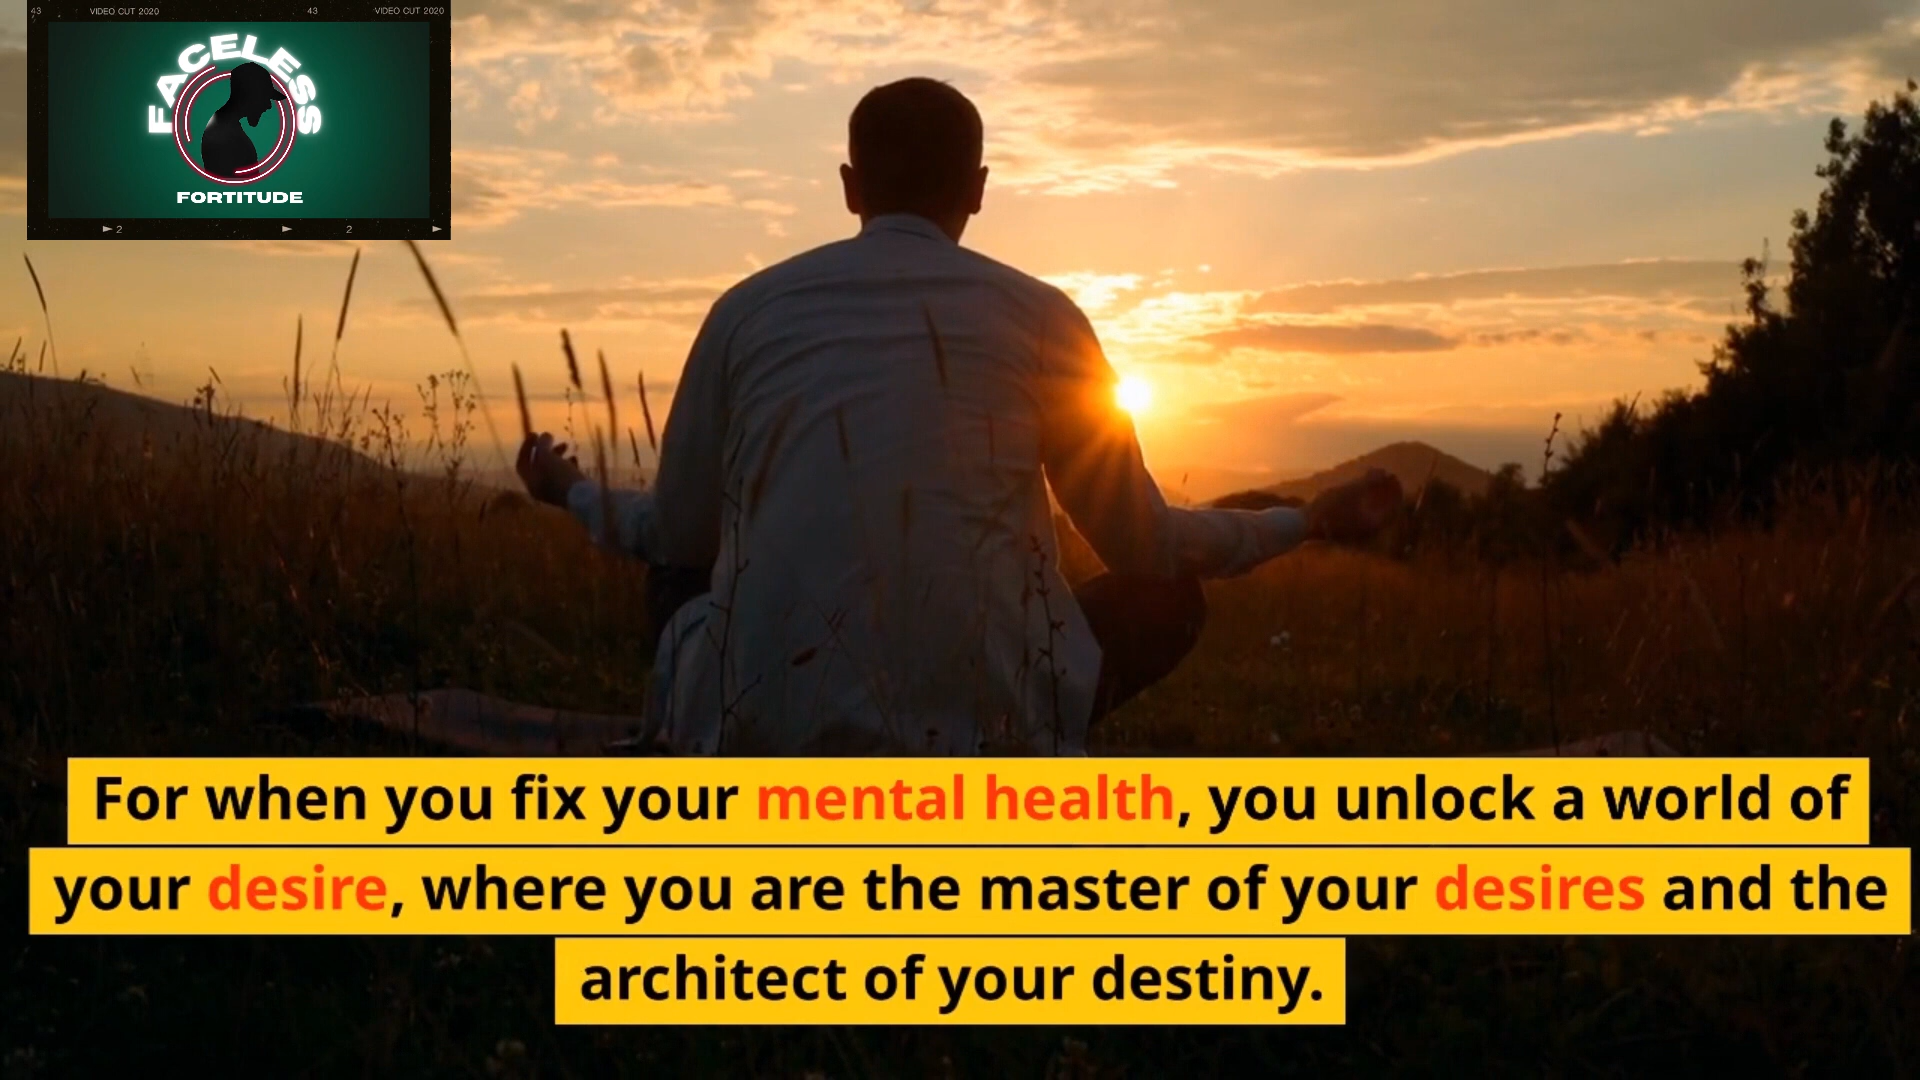 43 VIDEO CUT 2020 43 VIDEO CUT 2020
FACELESS
FORTITUDE
2 2
For when you fix your mental health, you unlock a world of
your desire, where you are the master of your desires and the
architect of your destiny.